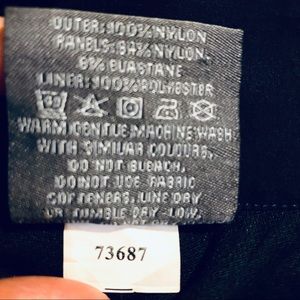 OUTER: 100% NYLON
PANELS: 94% NYLON,
6% ELASTANE
LINER: 100% POLYESTER
WARM, GENTLE MACHINE WASH
WITH SIMILAR COLOURS.
DO NOT BLEACH.
DO NOT USE FABRIC
SOFTENERS. LINE DRY
OR TUMBLE DRY -LOW.
73687